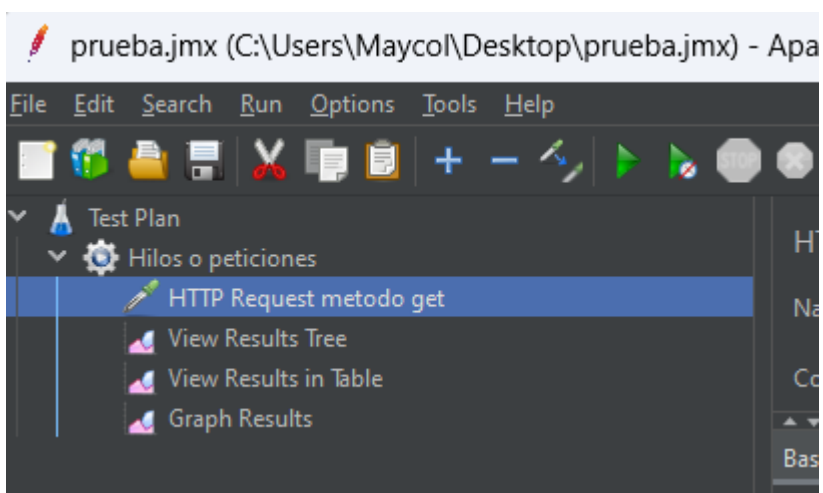 prueba.jmx (C:\Users\Maycol\Desktop\prueba.jmx) - Apa
File Edit Search Run Options Tools Help
STOP
Test Plan
Hilos o peticiones
HT
HTTP Request metodo get
Na
View Results Tree
View Results in Table
Co
Graph Results
Bas